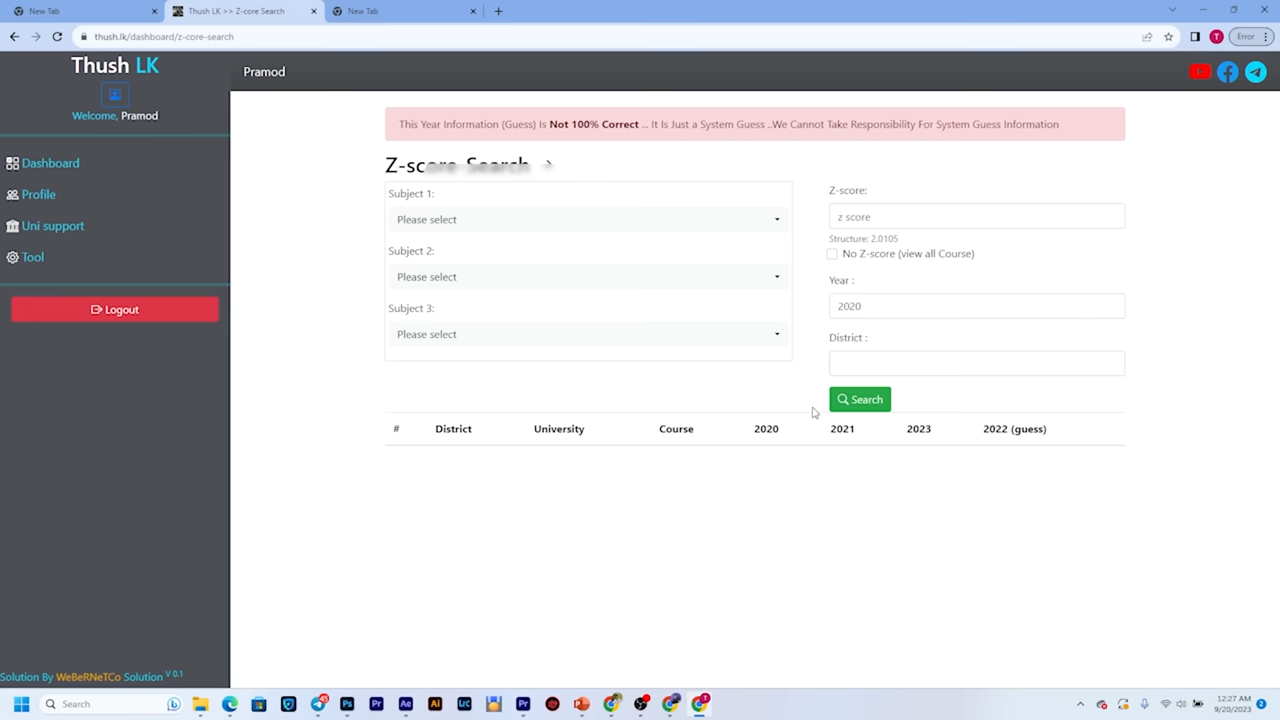 New Tab
Thush LK >> Z-core Search
New Tab
thush.lk/dashboard/z-core-search
Error
Thush LK
Pramod
Welcome, Pramod
Dashboard
Profile
Uni support
Tool
Logout
This Year Information (Guess) Is Not 100% Correct ... It Is Just a System Guess ..We Cannot Take Responsibility For System Guess Information
Z-score Search
Subject 1:
Please select
Subject 2:
Please select
Subject 3:
Please select
Z-score:
z score
Structure: 2.0105
No Z-score (view all Course)
Year :
2020
District :
Search
# District University Course 2020 2021 2023 2022 (guess)
Solution By WeBeRNeTCo Solution V 0.1
Search
45
12:27 AM
9/20/2023
2